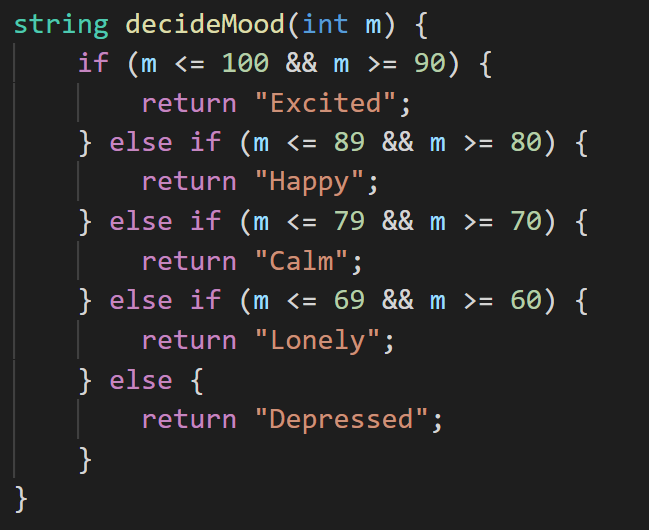 string decideMood(int m) {
    if (m <= 100 && m >= 90) {
        return "Excited";
    } else if (m <= 89 && m >= 80) {
        return "Happy";
    } else if (m <= 79 && m >= 70) {
        return "Calm";
    } else if (m <= 69 && m >= 60) {
        return "Lonely";
    } else {
        return "Depressed";
    }
}